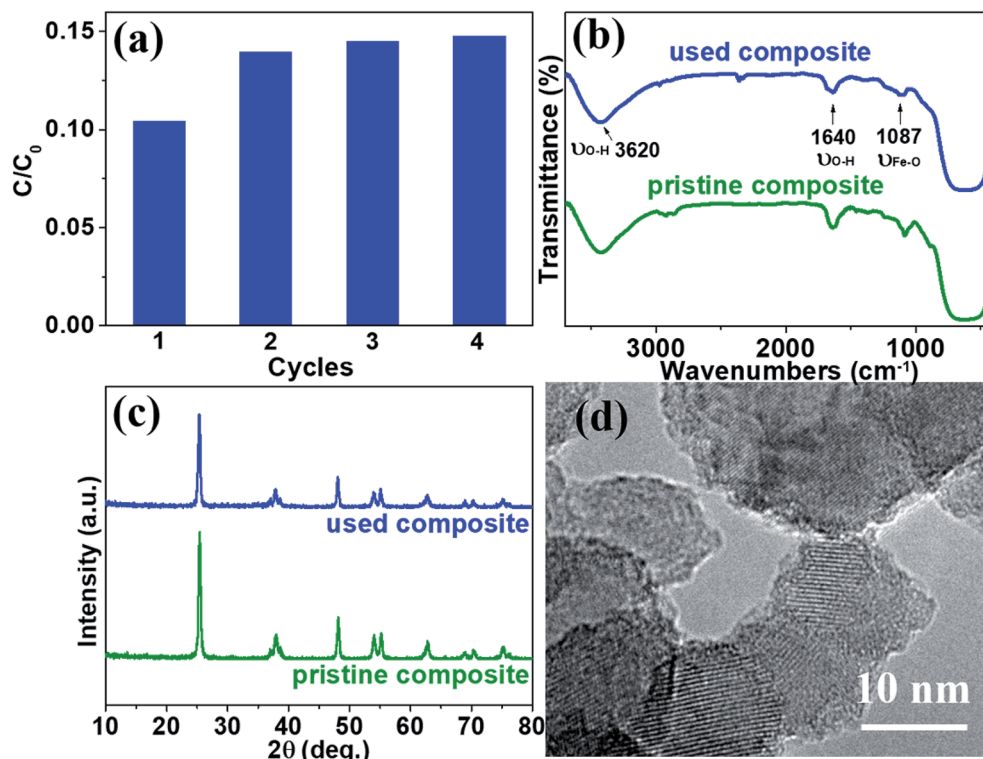 (a)
0.15
0.10
0.05
0.00
C/C0
1 2 3 4
Cycles
(b)
used composite
υO-H 3620
1640
υO-H
1087
υFe-O
pristine composite
Transmittance (%)
3000 2000 1000
Wavenumbers (cm-1)
(c)
used composite
pristine composite
Intensity (a.u.)
10 20 30 40 50 60 70 80
2θ (deg.)
(d)
10 nm